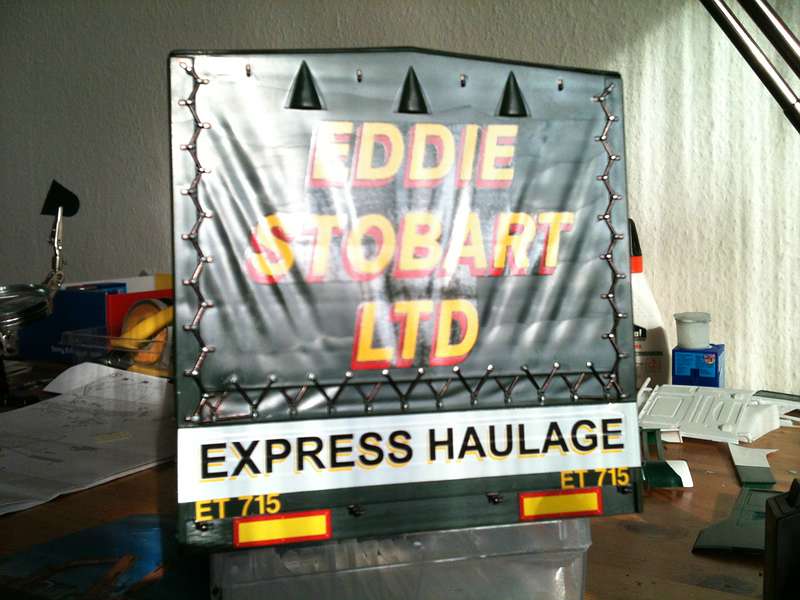 EDDIE
STOBART
LTD
EXPRESS HAULAGE
ET 715
ET 715